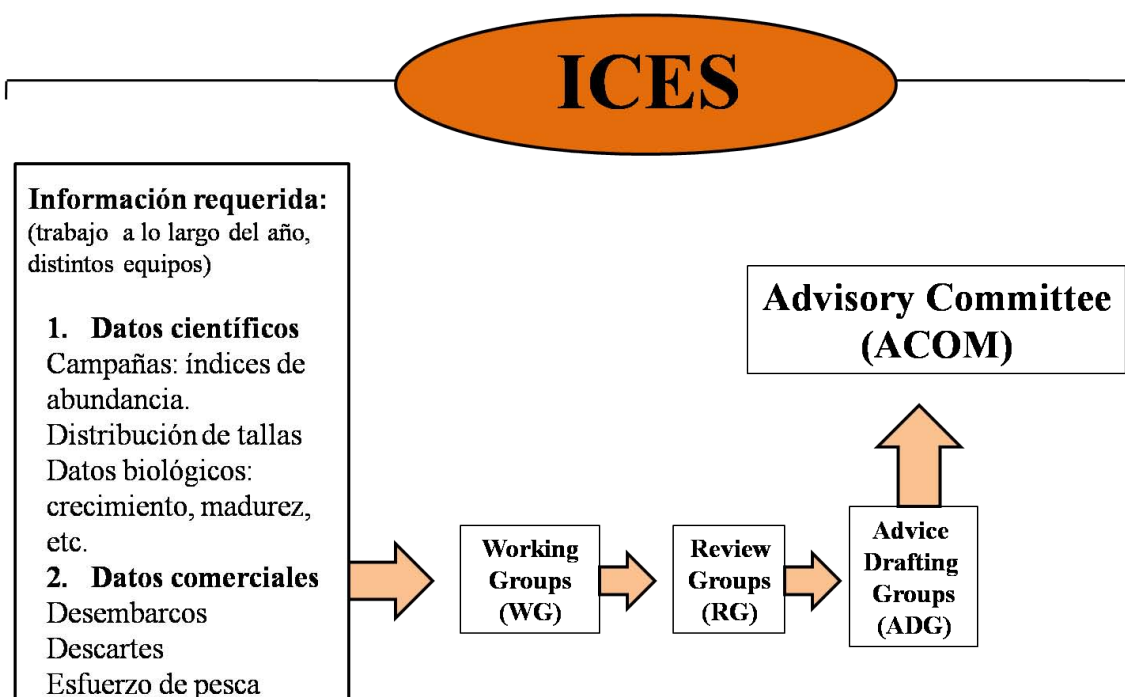 ICES
Información requerida:
(trabajo a lo largo del año,
distintos equipos)
1. Datos científicos
Campañas: índices de
abundancia.
Distribución de tallas
Datos biológicos:
crecimiento, madurez,
etc.
2. Datos comerciales
Desembarcos
Descartes
Esfuerzo de pesca
Working
Groups
(WG)
Review
Groups
(RG)
Advice
Drafting
Groups
(ADG)
Advisory Committee
(ACOM)